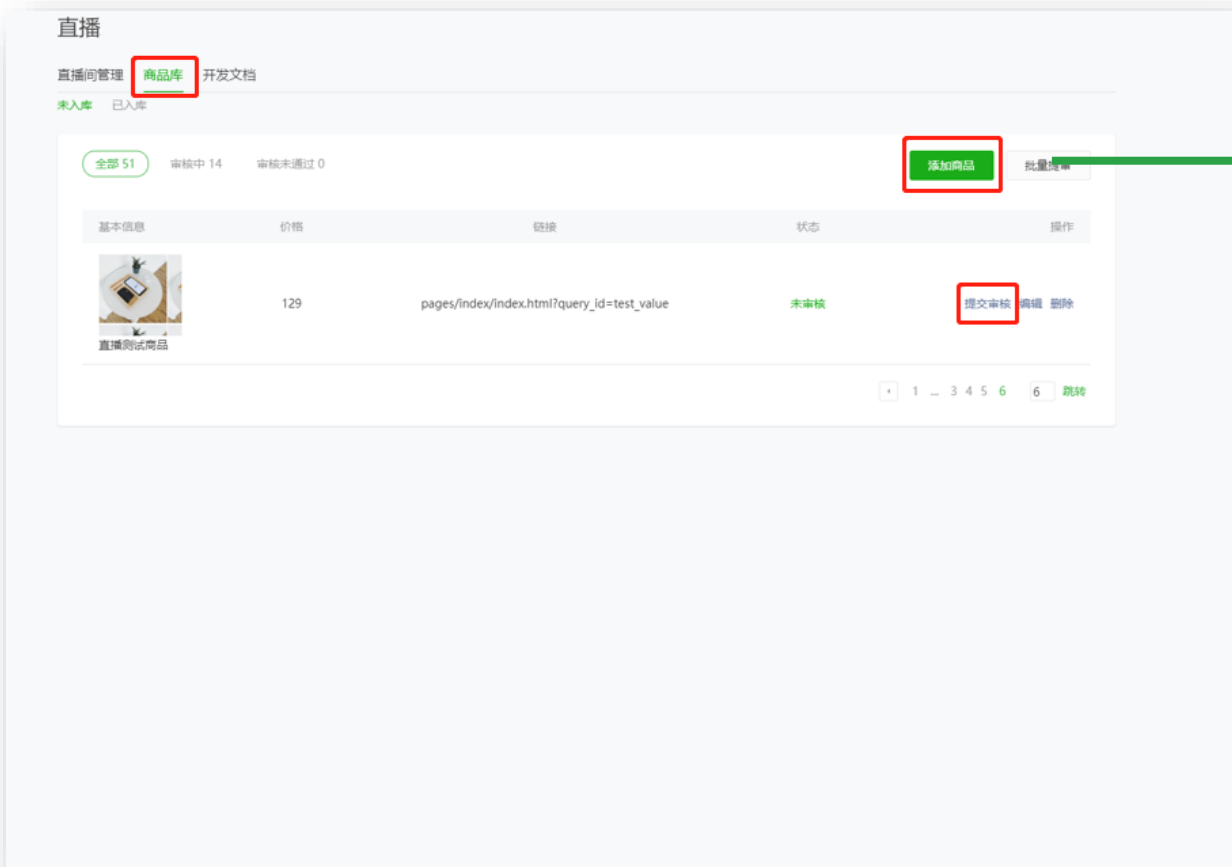 直播
直播间管理 商品库 开发文档
未入库 已入库
全部 51 审核中 14 审核未通过 0 添加商品 批量提审
基本信息 价格 链接 状态 操作
129 pages/index/index.html?query_id=test_value 未审核 提交审核 编辑 删除
直播测试商品
1 ... 3 4 5 6 6 跳转